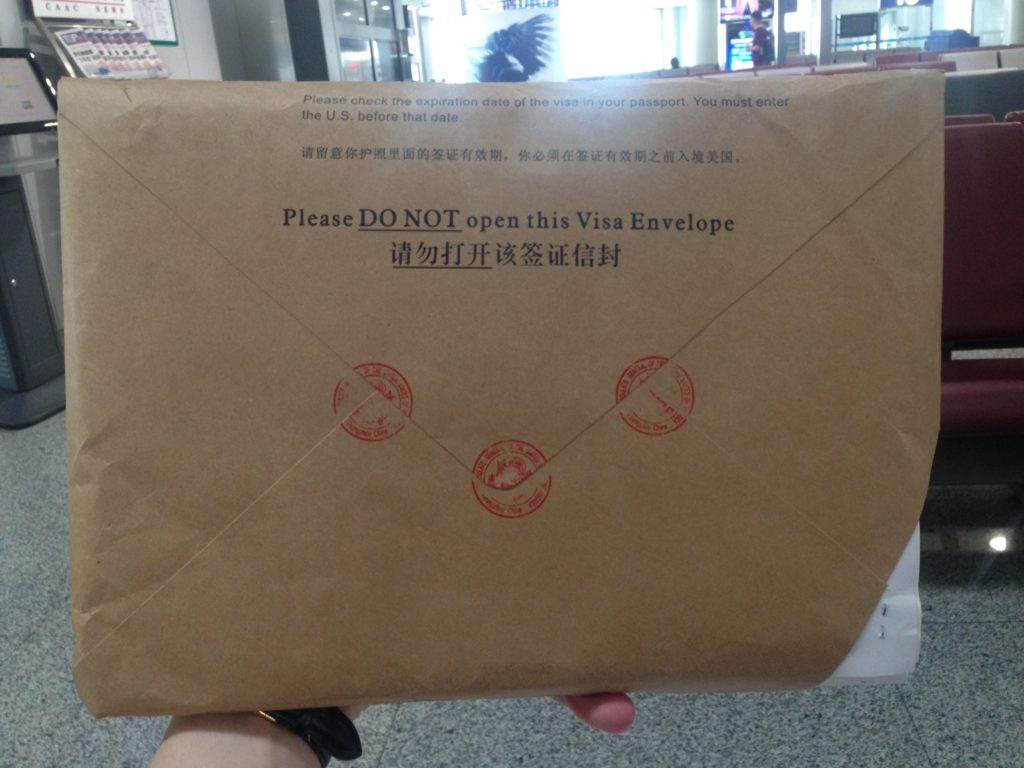 CAAC NEWS
Please check the expiration date of the visa in your passport. You must enter
the U.S. before that date.
请留意你护照里面的签证有效期，你必须在签证有效期之前入境美国。
Please DO NOT open this Visa Envelope
请勿打开该签证信封